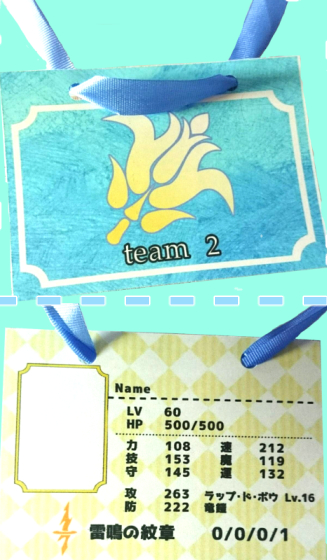 team 2
Name
LV 60
HP 500/500
力 108 速 212
技 153 魔 119
守 145 運 132
攻 263 ラップ・ド・ボウ Lv.16
防 222 竜鎧
雷鳴の紋章 0/0/0/1